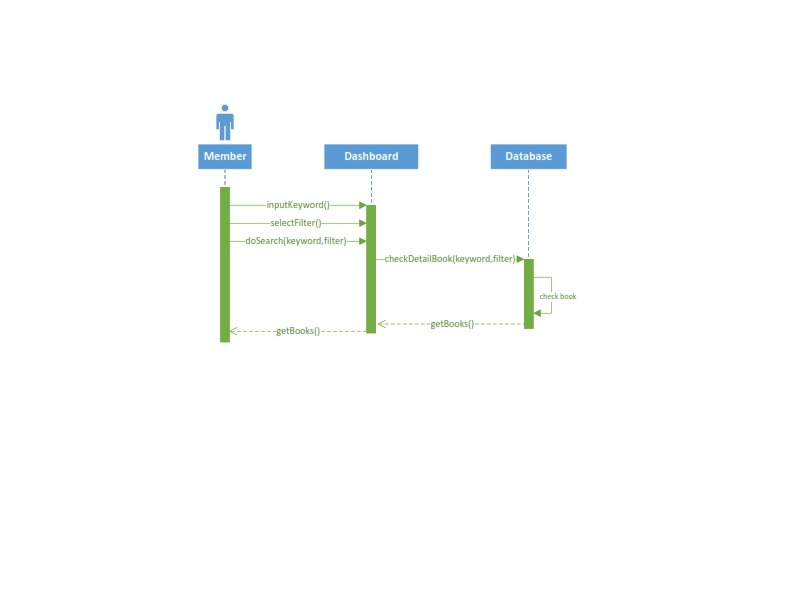 Member
Dashboard
Database
inputKeyword()
selectFilter()
doSearch(keyword,filter)
checkDetailBook(keyword,filter)
check book
getBooks()
getBooks()